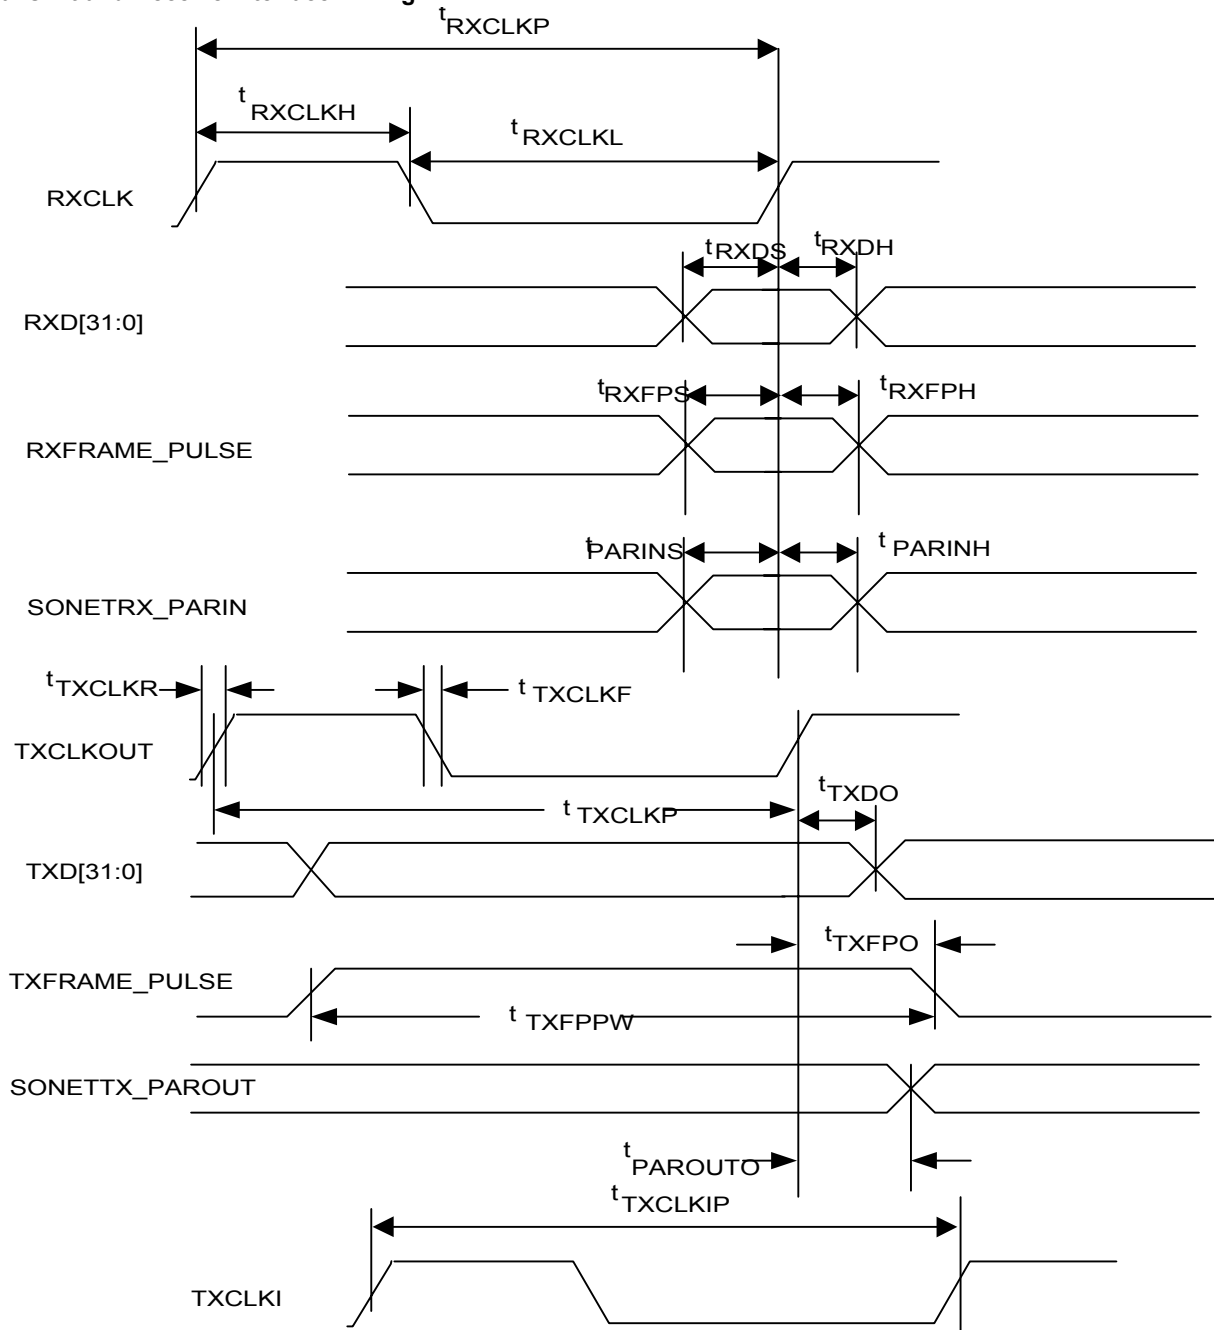 tRXCLKP
tRXCLKH
tRXCLKL
RXCLK
tRXDS tRXDH
RXD[31:0]
tRXFPS tRXFPH
RXFRAME_PULSE
tPARINS tPARINH
SONETRX_PARIN
tTXCLKR tTXCLKF
TXCLKOUT
tTXDO
tTXCLKP
TXD[31:0]
tTXFPO
TXFRAME_PULSE
tTXFPPW
SONETTX_PAROUT
tPAROUTO
tTXCLKIP
TXCLKI